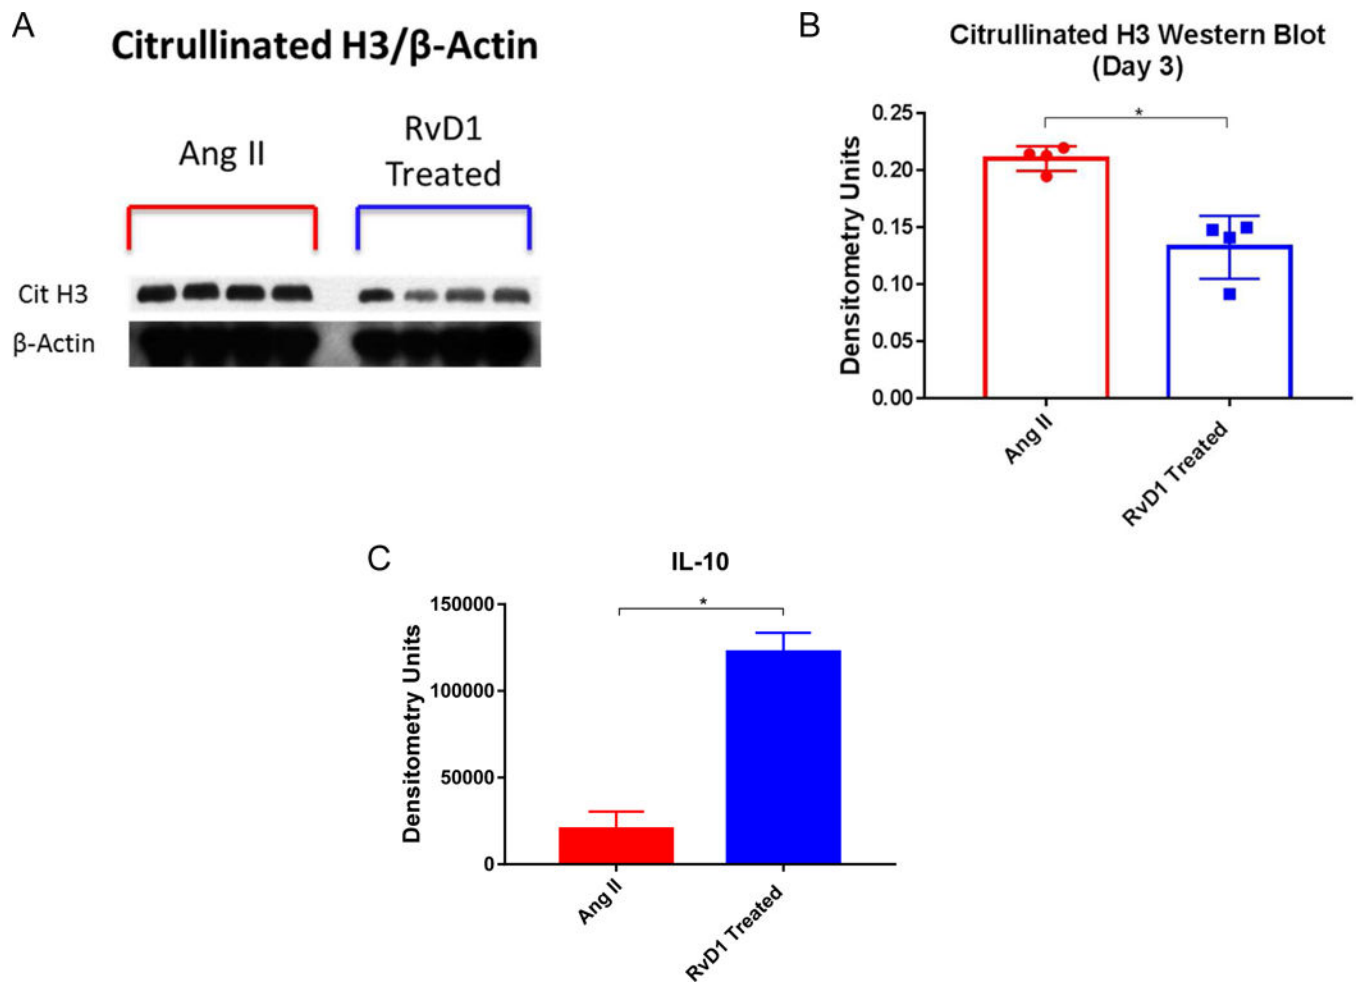 A
Citrullinated H3/β-Actin
Ang II
RvD1
Treated
Cit H3
β-Actin
B
Citrullinated H3 Western Blot
(Day 3)
Densitometry Units
0.25
0.20
0.15
0.10
0.05
0.00
*
Ang II
RvD1 Treated
C
IL-10
Densitometry Units
150000
100000
50000
0
*
Ang II
RvD1 Treated